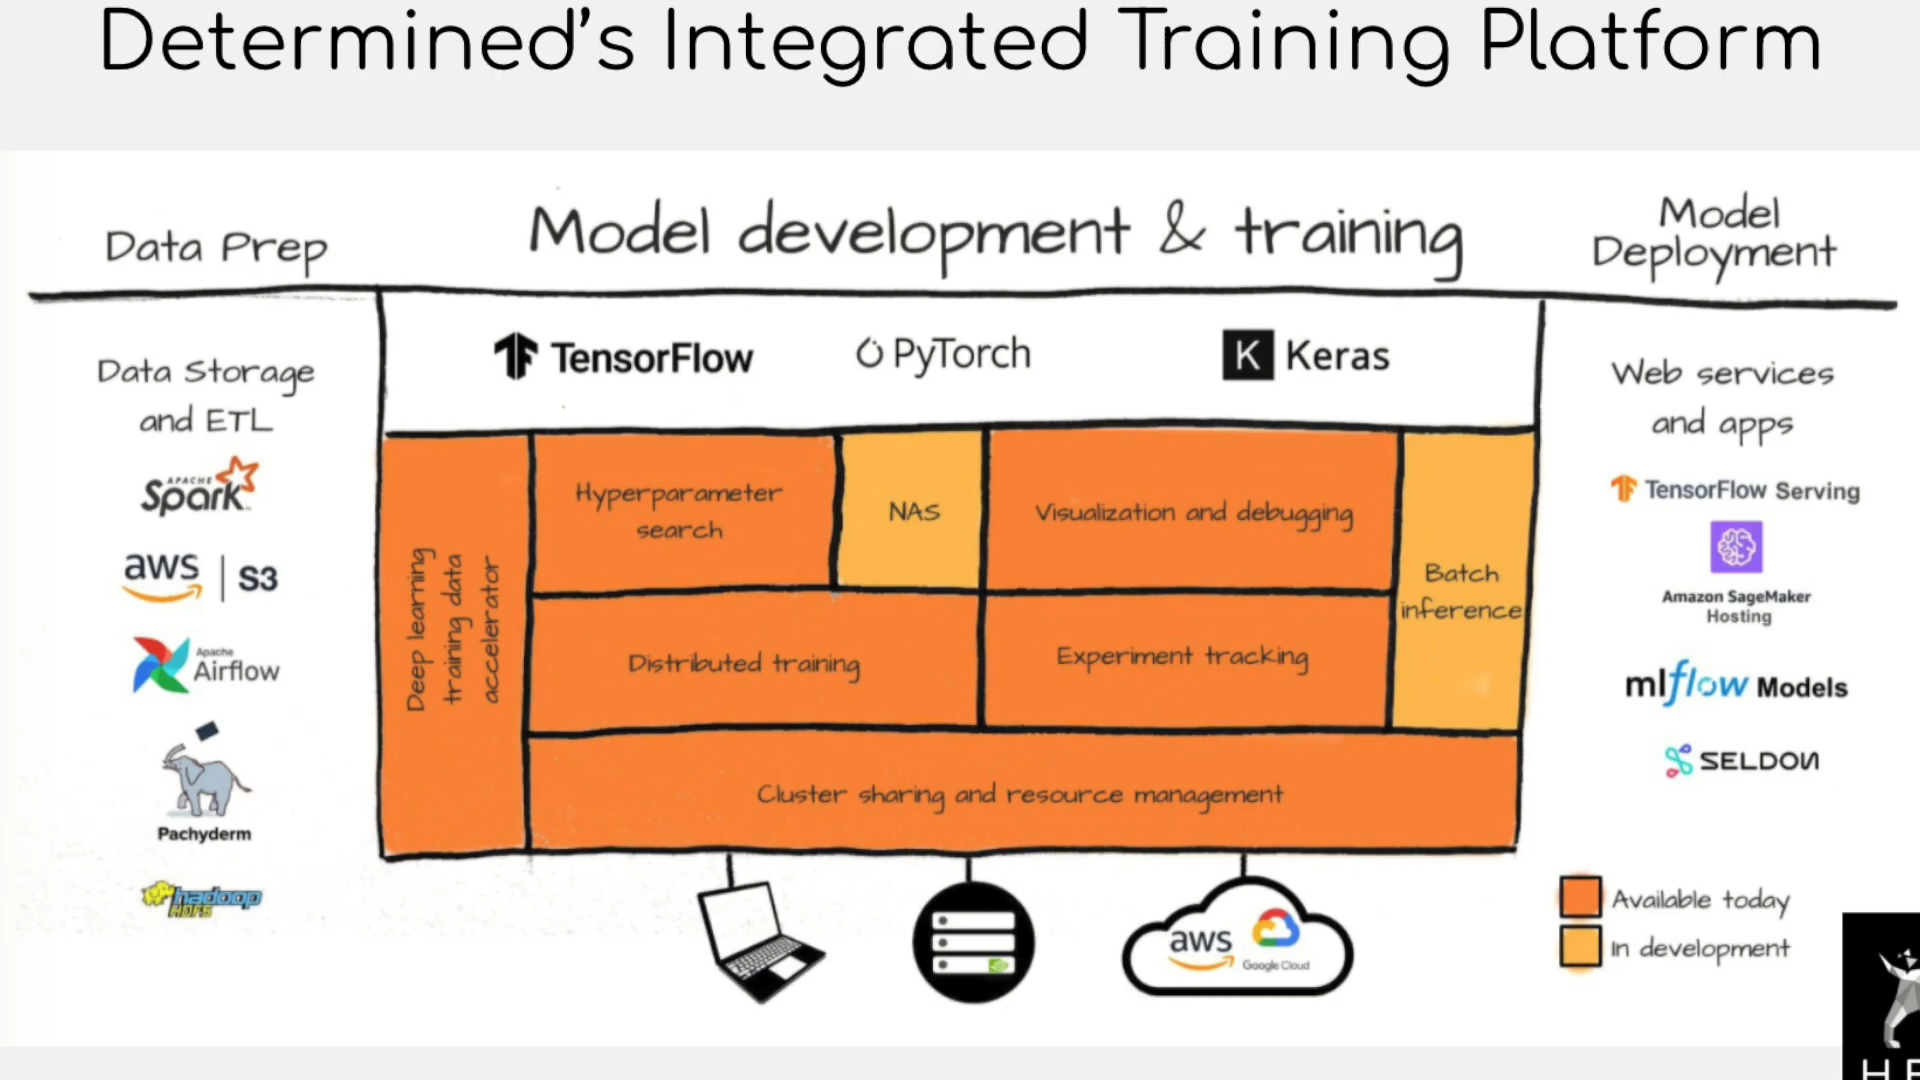 Determined's Integrated Training Platform
Data Prep
Model development & training
Model
Deployment
Data Storage
and ETL
APACHE
Spark
aws | S3
Apache
Airflow
Pachyderm
hadoop
HDFS
TensorFlow
PyTorch
K Keras
Deep learning
training data
accelerator
Hyperparameter
search
NAS
Visualization and debugging
Batch
inference
Distributed training
Experiment tracking
Cluster sharing and resource management
aws
Google Cloud
Web services
and apps
TensorFlow Serving
Amazon SageMaker
Hosting
mlflow Models
SELDON
Available today
In development